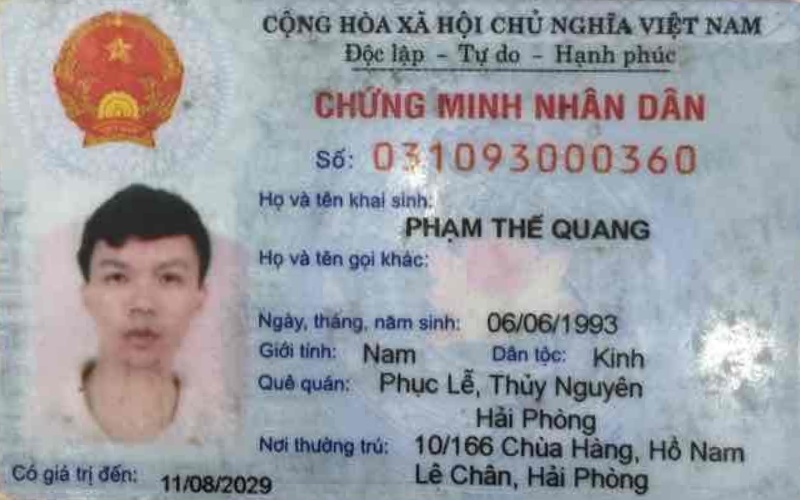 CỘNG HÒA XÃ HỘI CHỦ NGHĨA VIỆT NAM
Độc lập - Tự do - Hạnh phúc
CHỨNG MINH NHÂN DÂN
Số: 031093000360
Họ và tên khai sinh:
PHẠM THẾ QUANG
Họ và tên gọi khác:
Ngày, tháng, năm sinh: 06/06/1993
Giới tính: Nam Dân tộc: Kinh
Quê quán: Phục Lễ, Thủy Nguyên
Hải Phòng
Nơi thường trú: 10/166 Chùa Hàng, Hồ Nam
Lê Chân, Hải Phòng
Có giá trị đến: 11/08/2029